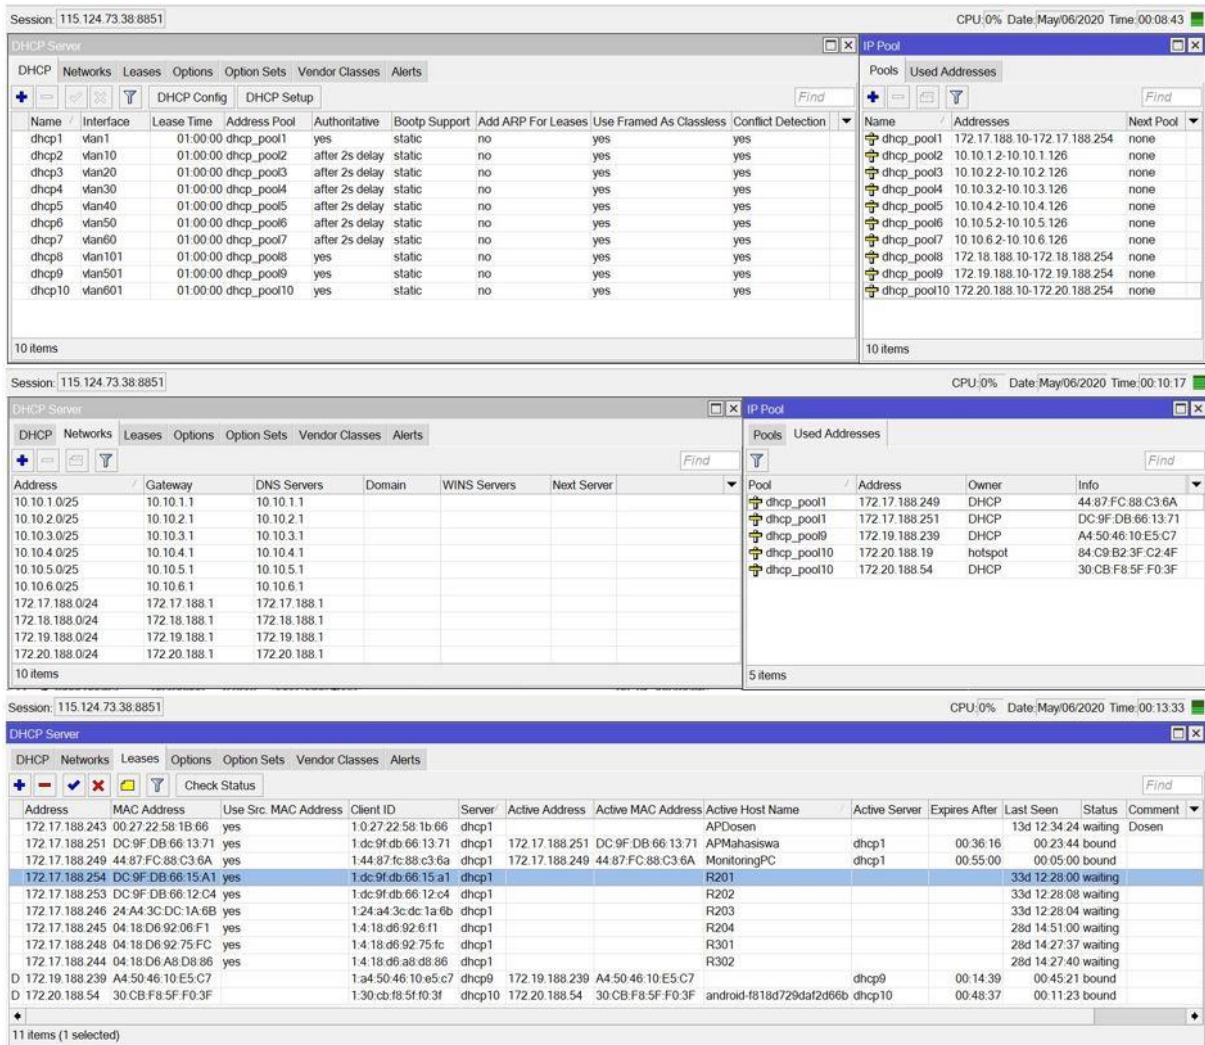 Session: 115.124.73.38:8851 CPU: 0% Date: May/06/2020 Time: 00:08:43
DHCP Server
DHCP Networks Leases Options Option Sets Vendor Classes Alerts
DHCP Config DHCP Setup Find
Name Interface Lease Time Address Pool Authoritative Bootp Support Add ARP For Leases Use Framed As Classless Conflict Detection
dhcp1 vlan1 01:00:00 dhcp_pool1 yes static no yes yes
dhcp2 vlan10 01:00:00 dhcp_pool2 after 2s delay static no yes yes
dhcp3 vlan20 01:00:00 dhcp_pool3 after 2s delay static no yes yes
dhcp4 vlan30 01:00:00 dhcp_pool4 after 2s delay static no yes yes
dhcp5 vlan40 01:00:00 dhcp_pool5 after 2s delay static no yes yes
dhcp6 vlan50 01:00:00 dhcp_pool6 after 2s delay static no yes yes
dhcp7 vlan60 01:00:00 dhcp_pool7 after 2s delay static no yes yes
dhcp8 vlan101 01:00:00 dhcp_pool8 yes static no yes yes
dhcp9 vlan501 01:00:00 dhcp_pool9 yes static no yes yes
dhcp10 vlan601 01:00:00 dhcp_pool10 yes static no yes yes
10 items
IP Pool
Pools Used Addresses
Find
Name Addresses Next Pool
dhcp_pool1 172.17.188.10-172.17.188.254 none
dhcp_pool2 10.10.1.2-10.10.1.126 none
dhcp_pool3 10.10.2.2-10.10.2.126 none
dhcp_pool4 10.10.3.2-10.10.3.126 none
dhcp_pool5 10.10.4.2-10.10.4.126 none
dhcp_pool6 10.10.5.2-10.10.5.126 none
dhcp_pool7 10.10.6.2-10.10.6.126 none
dhcp_pool8 172.18.188.10-172.18.188.254 none
dhcp_pool9 172.19.188.10-172.19.188.254 none
dhcp_pool10 172.20.188.10-172.20.188.254 none
10 items
Session: 115.124.73.38:8851 CPU: 0% Date: May/06/2020 Time: 00:10:17
DHCP Server
DHCP Networks Leases Options Option Sets Vendor Classes Alerts
Find
Address Gateway DNS Servers Domain WINS Servers Next Server
10.10.1.0/25 10.10.1.1 10.10.1.1
10.10.2.0/25 10.10.2.1 10.10.2.1
10.10.3.0/25 10.10.3.1 10.10.3.1
10.10.4.0/25 10.10.4.1 10.10.4.1
10.10.5.0/25 10.10.5.1 10.10.5.1
10.10.6.0/25 10.10.6.1 10.10.6.1
172.17.188.0/24 172.17.188.1 172.17.188.1
172.18.188.0/24 172.18.188.1 172.18.188.1
172.19.188.0/24 172.19.188.1 172.19.188.1
172.20.188.0/24 172.20.188.1 172.20.188.1
10 items
IP Pool
Pools Used Addresses
Find
Pool Address Owner Info
dhcp_pool1 172.17.188.249 DHCP 44:87:FC:88:C3:6A
dhcp_pool1 172.17.188.251 DHCP DC:9F:DB:66:13:71
dhcp_pool9 172.19.188.239 DHCP A4:50:46:10:E5:C7
dhcp_pool10 172.20.188.19 hotspot 84:C9:B2:3F:C2:4F
dhcp_pool10 172.20.188.54 DHCP 30:CB:F8:5F:F0:3F
5 items
Session: 115.124.73.38:8851 CPU: 0% Date: May/06/2020 Time: 00:13:33
DHCP Server
DHCP Networks Leases Options Option Sets Vendor Classes Alerts
Check Status Find
Address MAC Address Use Src. MAC Address Client ID Server Active Address Active MAC Address Active Host Name Active Server Expires After Last Seen Status Comment
172.17.188.243 00:27:22:58:1B:66 yes 1:0:27:22:58:1b:66 dhcp1 APDosen 13d 12:34:24 waiting Dosen
172.17.188.251 DC:9F:DB:66:13:71 yes 1:dc:9f:db:66:13:71 dhcp1 172.17.188.251 DC:9F:DB:66:13:71 APMahasiswa dhcp1 00:36:16 00:23:44 bound
172.17.188.249 44:87:FC:88:C3:6A yes 1:44:87:fc:88:c3:6a dhcp1 172.17.188.249 44:87:FC:88:C3:6A MonitoringPC dhcp1 00:55:00 00:05:00 bound
172.17.188.254 DC:9F:DB:66:15:A1 yes 1:dc:9f:db:66:15:a1 dhcp1 R201 33d 12:28:00 waiting
172.17.188.253 DC:9F:DB:66:12:C4 yes 1:dc:9f:db:66:12:c4 dhcp1 R202 33d 12:28:08 waiting
172.17.188.246 24:A4:3C:DC:1A:6B yes 1:24:a4:3c:dc:1a:6b dhcp1 R203 33d 12:28:04 waiting
172.17.188.245 04:18:D6:92:06:F1 yes 1:4:18:d6:92:6:f1 dhcp1 R204 28d 14:51:00 waiting
172.17.188.248 04:18:D6:92:75:FC yes 1:4:18:d6:92:75:fc dhcp1 R301 28d 14:27:37 waiting
172.17.188.244 04:18:D6:A8:D8:86 yes 1:4:18:d6:a8:d8:86 dhcp1 R302 28d 14:27:40 waiting
D 172.19.188.239 A4:50:46:10:E5:C7 1:a4:50:46:10:e5:c7 dhcp9 172.19.188.239 A4:50:46:10:E5:C7 dhcp9 00:14:39 00:45:21 bound
D 172.20.188.54 30:CB:F8:5F:F0:3F 1:30:cb:f8:5f:f0:3f dhcp10 172.20.188.54 30:CB:F8:5F:F0:3F android-f818d729daf2d66b dhcp10 00:48:37 00:11:23 bound
11 items (1 selected)